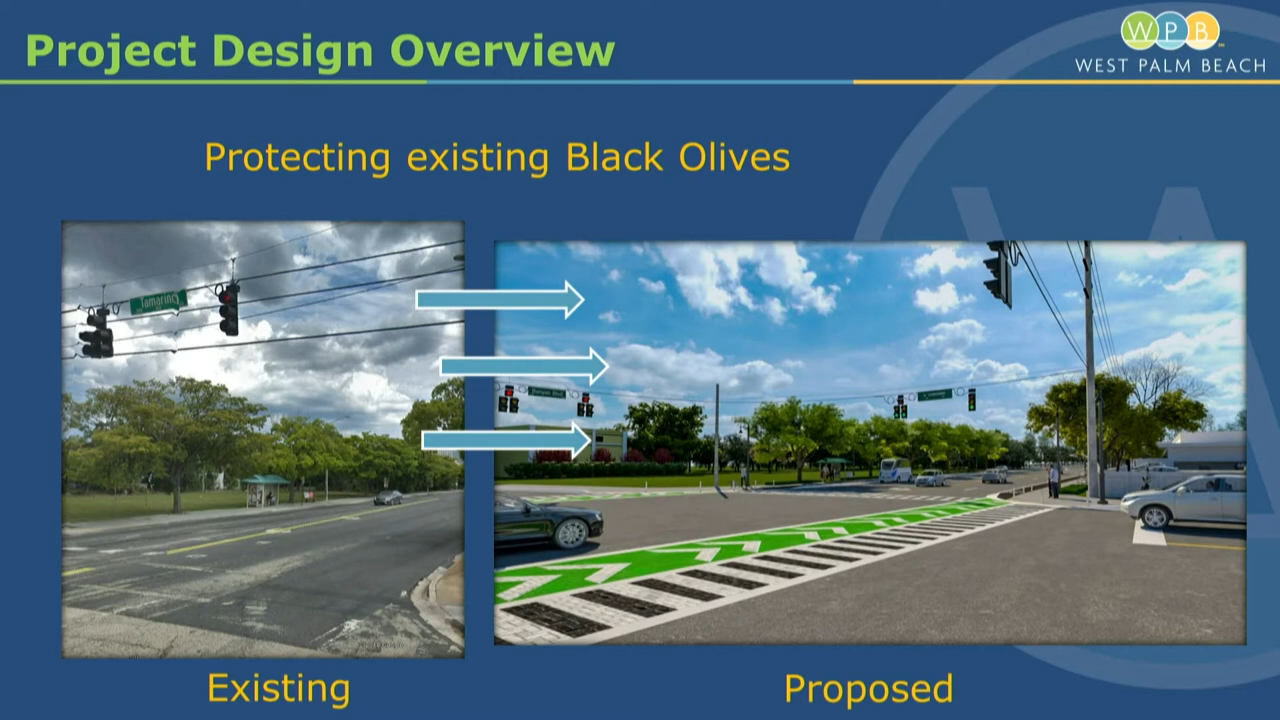 Project Design Overview
WPB
WEST PALM BEACH
Protecting existing Black Olives
Tamarind
Existing
Proposed